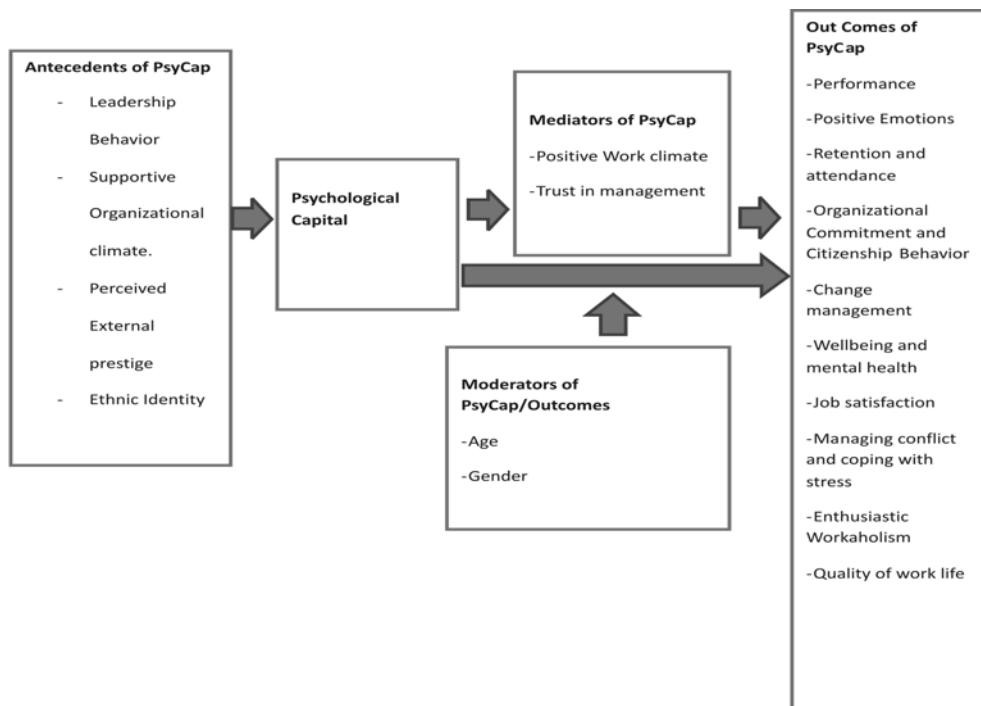 Antecedents of PsyCap
- Leadership
Behavior
- Supportive
Organizational
climate.
- Perceived
External
prestige
- Ethnic Identity
Psychological
Capital
Mediators of PsyCap
-Positive Work climate
-Trust in management
Moderators of
PsyCap/Outcomes
-Age
-Gender
Out Comes of
PsyCap
-Performance
-Positive Emotions
-Retention and
attendance
-Organizational
Commitment and
Citizenship Behavior
-Change
management
-Wellbeing and
mental health
-Job satisfaction
-Managing conflict
and coping with
stress
-Enthusiastic
Workaholism
-Quality of work life